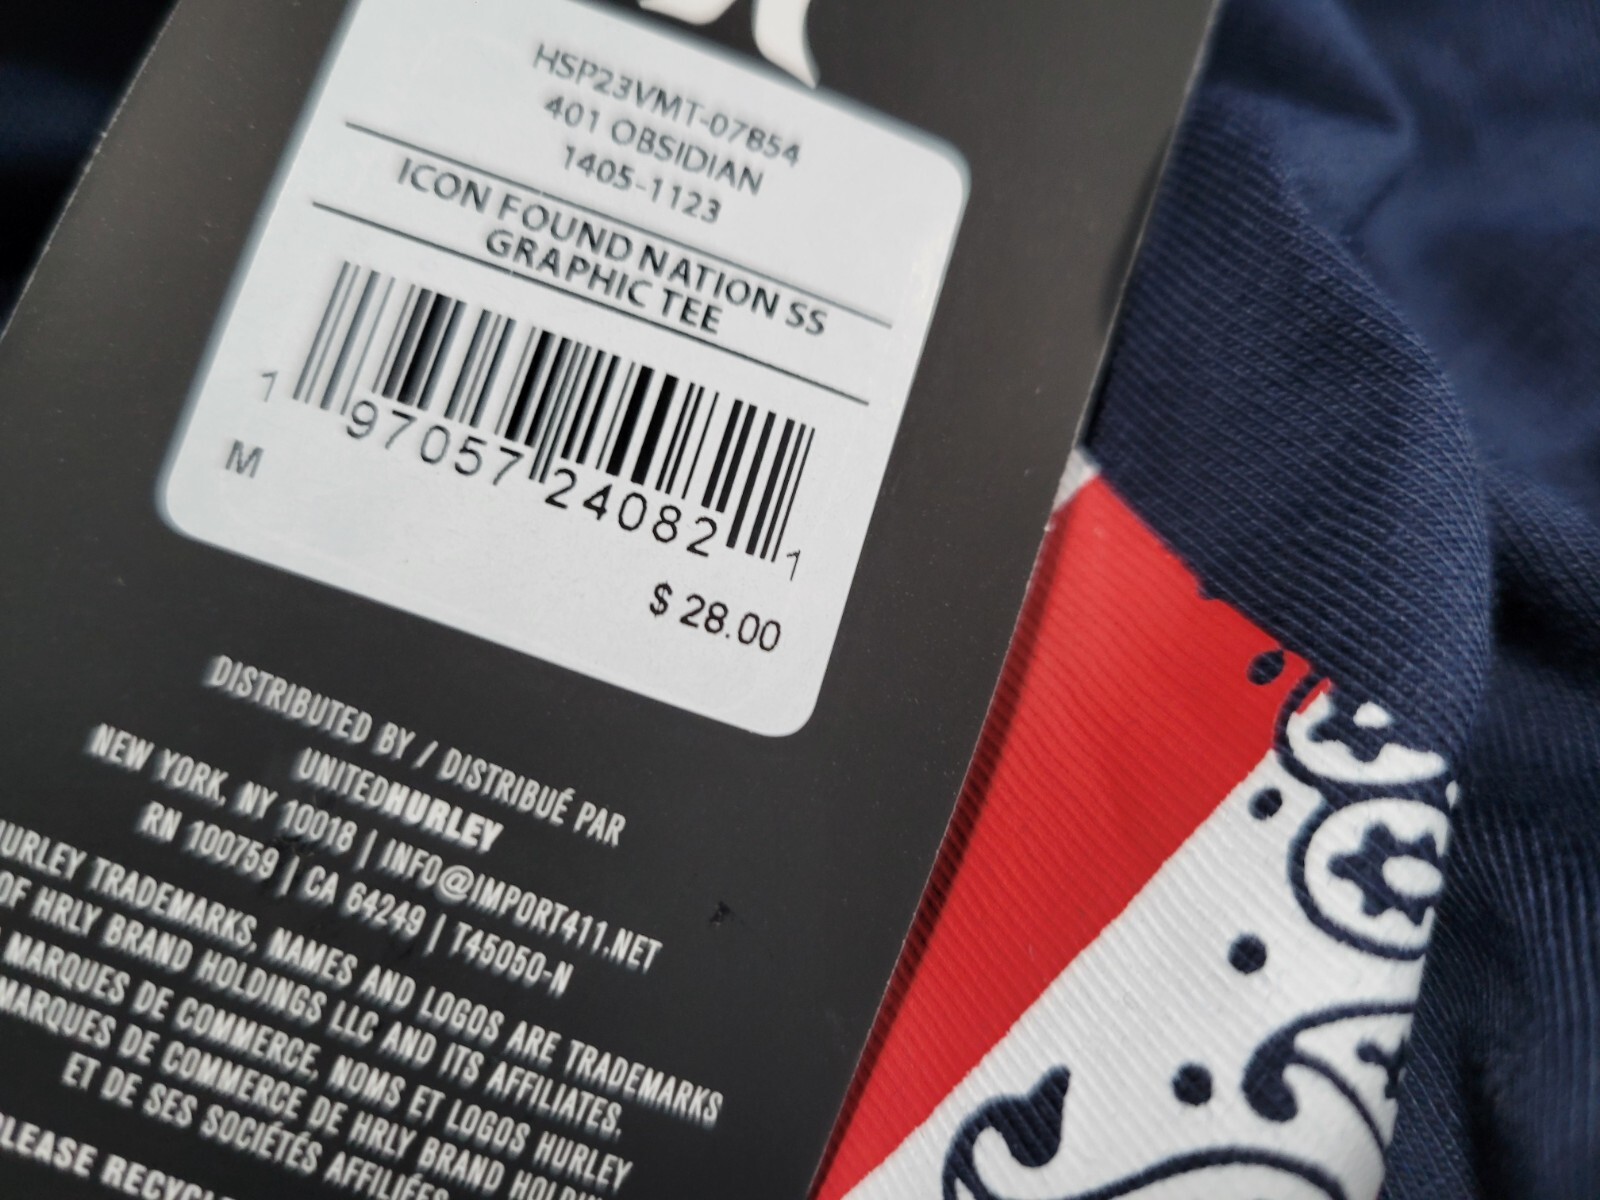 HSP23VMT-07854
401 OBSIDIAN
1405-1123
ICON FOUND NATION SS
GRAPHIC TEE
1 97057 24082 1
M
$ 28.00
DISTRIBUTED BY / DISTRIBUÉ PAR
UNITEDHURLEY
NEW YORK, NY 10018 | INFO@IMPORT411.NET
RN 100759 | CA 64249 | T45050-N
HURLEY TRADEMARKS, NAMES AND LOGOS ARE TRADEMARKS
OF HRLY BRAND HOLDINGS LLC AND ITS AFFILIATES.
MARQUES DE COMMERCE, NOMS ET LOGOS HURLEY
MARQUES DE COMMERCE DE HRLY BRAND
ET DE SES SOCIÉTÉS AFFILIÉES
PLEASE RECYCLE